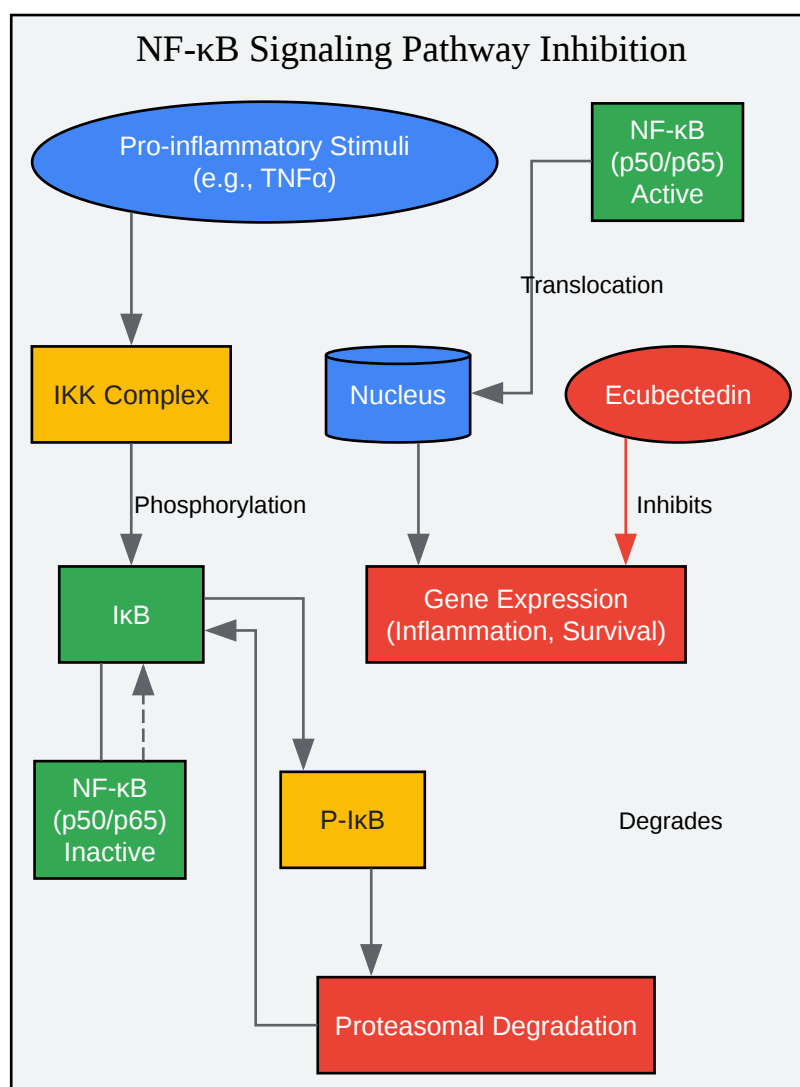 NF-κB Signaling Pathway Inhibition
Pro-inflammatory Stimuli
(e.g., TNFα)
NF-κB
(p50/p65)
Active
Translocation
IKK Complex
Nucleus
Ecubectedin
Phosphorylation
Inhibits
IκB
Gene Expression
(Inflammation, Survival)
NF-κB
(p50/p65)
Inactive
P-IκB
Degrades
Proteasomal Degradation